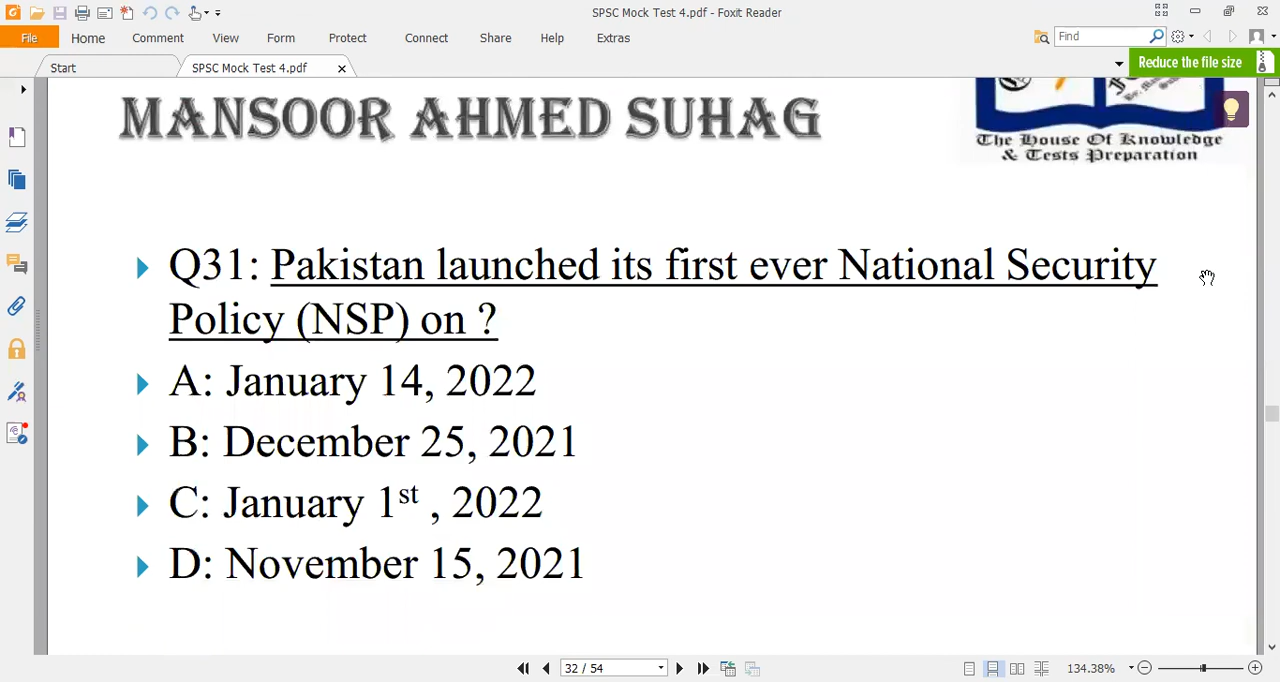 SPSC Mock Test 4.pdf - Foxit Reader
File Home Comment View Form Protect Connect Share Help Extras Find
Start SPSC Mock Test 4.pdf Reduce the file size
MANSOOR AHMED SUHAG
The House Of Knowledge
& Tests Preparation
Q31: Pakistan launched its first ever National Security
Policy (NSP) on ?
A: January 14, 2022
B: December 25, 2021
C: January 1st , 2022
D: November 15, 2021
32 / 54 134.38%